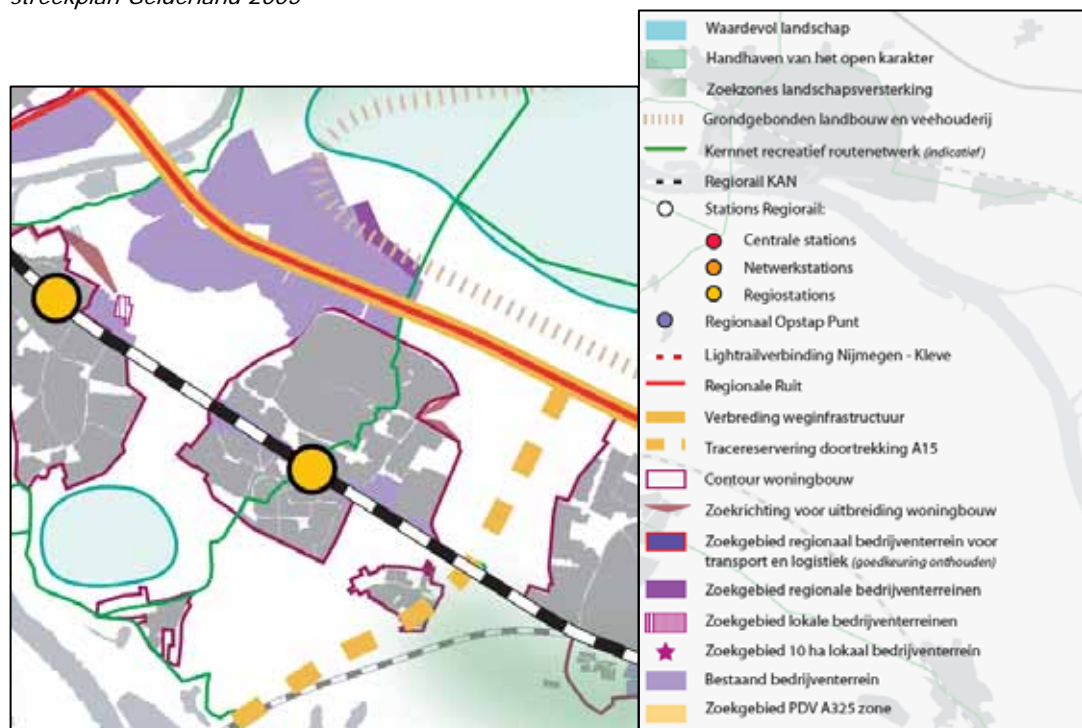 streekplan Gelderland 2005
Waardevol landschap
Handhaven van het open karakter
Zoekzones landschapsversterking
Grondgebonden landbouw en veehouderij
Kernnet recreatief routenetwerk (indicatief)
Regiorail KAN
Stations Regiorail:
Centrale stations
Netwerkstations
Regiostations
Regionaal Opstap Punt
Lightrailverbinding Nijmegen - Kleve
Regionale Ruit
Verbreding weginfrastructuur
Tracereservering doortrekking A15
Contour woningbouw
Zoekrichting voor uitbreiding woningbouw
Zoekgebied regionaal bedrijventerrein voor
transport en logistiek (goedkeuring onthouden)
Zoekgebied regionale bedrijventerreinen
Zoekgebied lokale bedrijventerreinen
Zoekgebied 10 ha lokaal bedrijventerrein
Bestaand bedrijventerrein
Zoekgebied PDV A325 zone